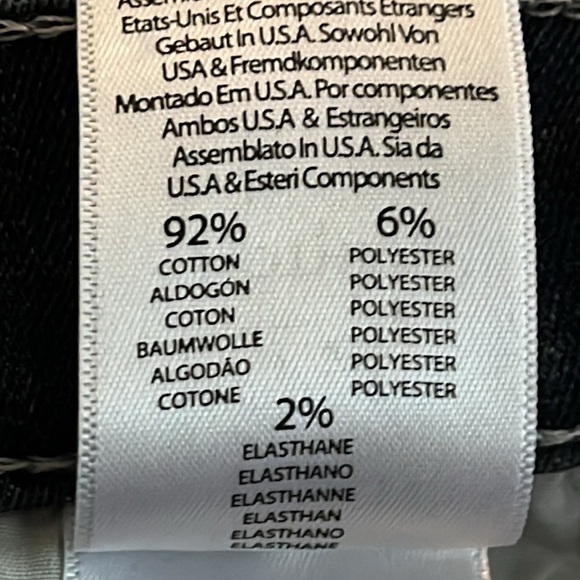 Etats-Unis Et Composants Etrangers
Gebaut In U.S.A. Sowohl Von
USA & Fremdkomponenten
Montado Em U.S.A. Por componentes
Ambos U.S.A & Estrangeiros
Assemblato In U.S.A. Sia da
U.S.A & Esteri Components
92% 6%
COTTON POLYESTER
ALDOGÓN POLYESTER
COTON POLYESTER
BAUMWOLLE POLYESTER
ALGODÃO POLYESTER
COTONE POLYESTER
2%
ELASTHANE
ELASTHANO
ELASTHANNE
ELASTHAN
ELASTHANO
ELASTHANE